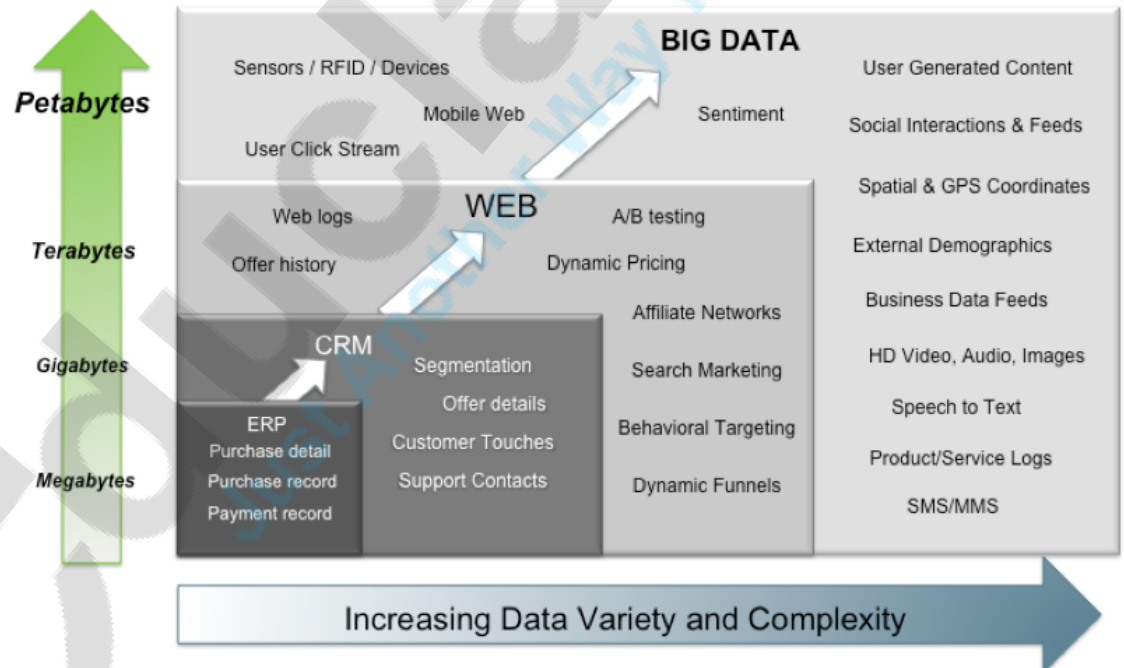 BIG DATA
Sensors / RFID / Devices
User Generated Content
Petabytes
Mobile Web
Sentiment
Social Interactions & Feeds
User Click Stream
Spatial & GPS Coordinates
WEB
Web logs
A/B testing
Terabytes
External Demographics
Offer history
Dynamic Pricing
Business Data Feeds
Affiliate Networks
CRM
Gigabytes
Segmentation
Search Marketing
HD Video, Audio, Images
Offer details
Speech to Text
ERP
Customer Touches
Behavioral Targeting
Purchase detail
Product/Service Logs
Megabytes
Purchase record
Support Contacts
Dynamic Funnels
SMS/MMS
Payment record
Increasing Data Variety and Complexity
Just Another Way